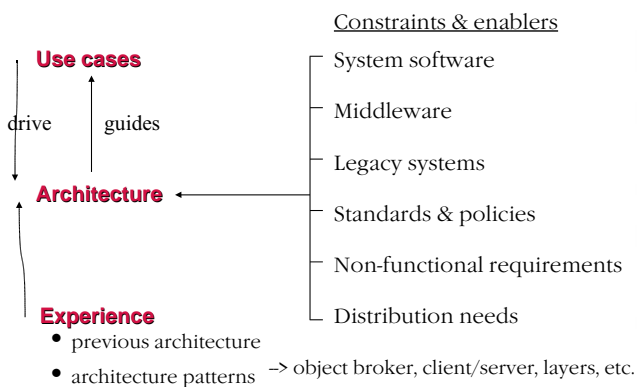 Constraints & enablers
Use cases
System software
drive guides
Middleware
Legacy systems
Architecture
Standards & policies
Non-functional requirements
Experience
Distribution needs
• previous architecture
• architecture patterns –> object broker, client/server, layers, etc.